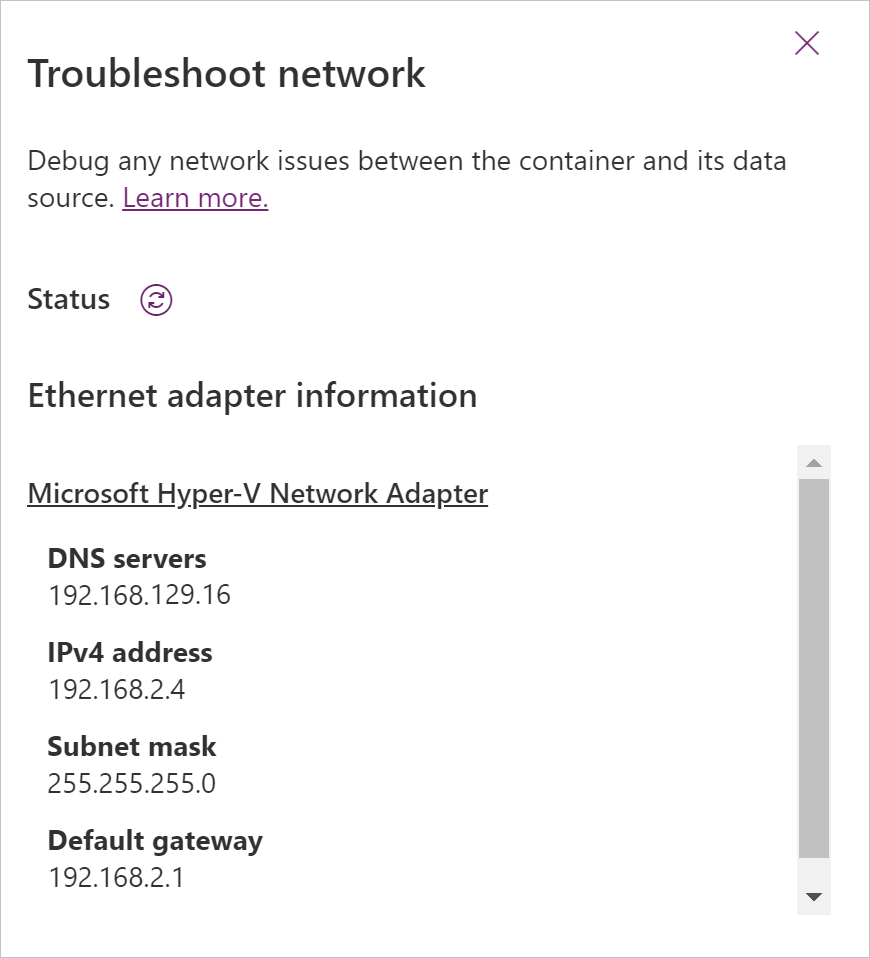 Troubleshoot network
Debug any network issues between the container and its data
source. Learn more.
Status
Ethernet adapter information
Microsoft Hyper-V Network Adapter
DNS servers
192.168.129.16
IPv4 address
192.168.2.4
Subnet mask
255.255.255.0
Default gateway
192.168.2.1